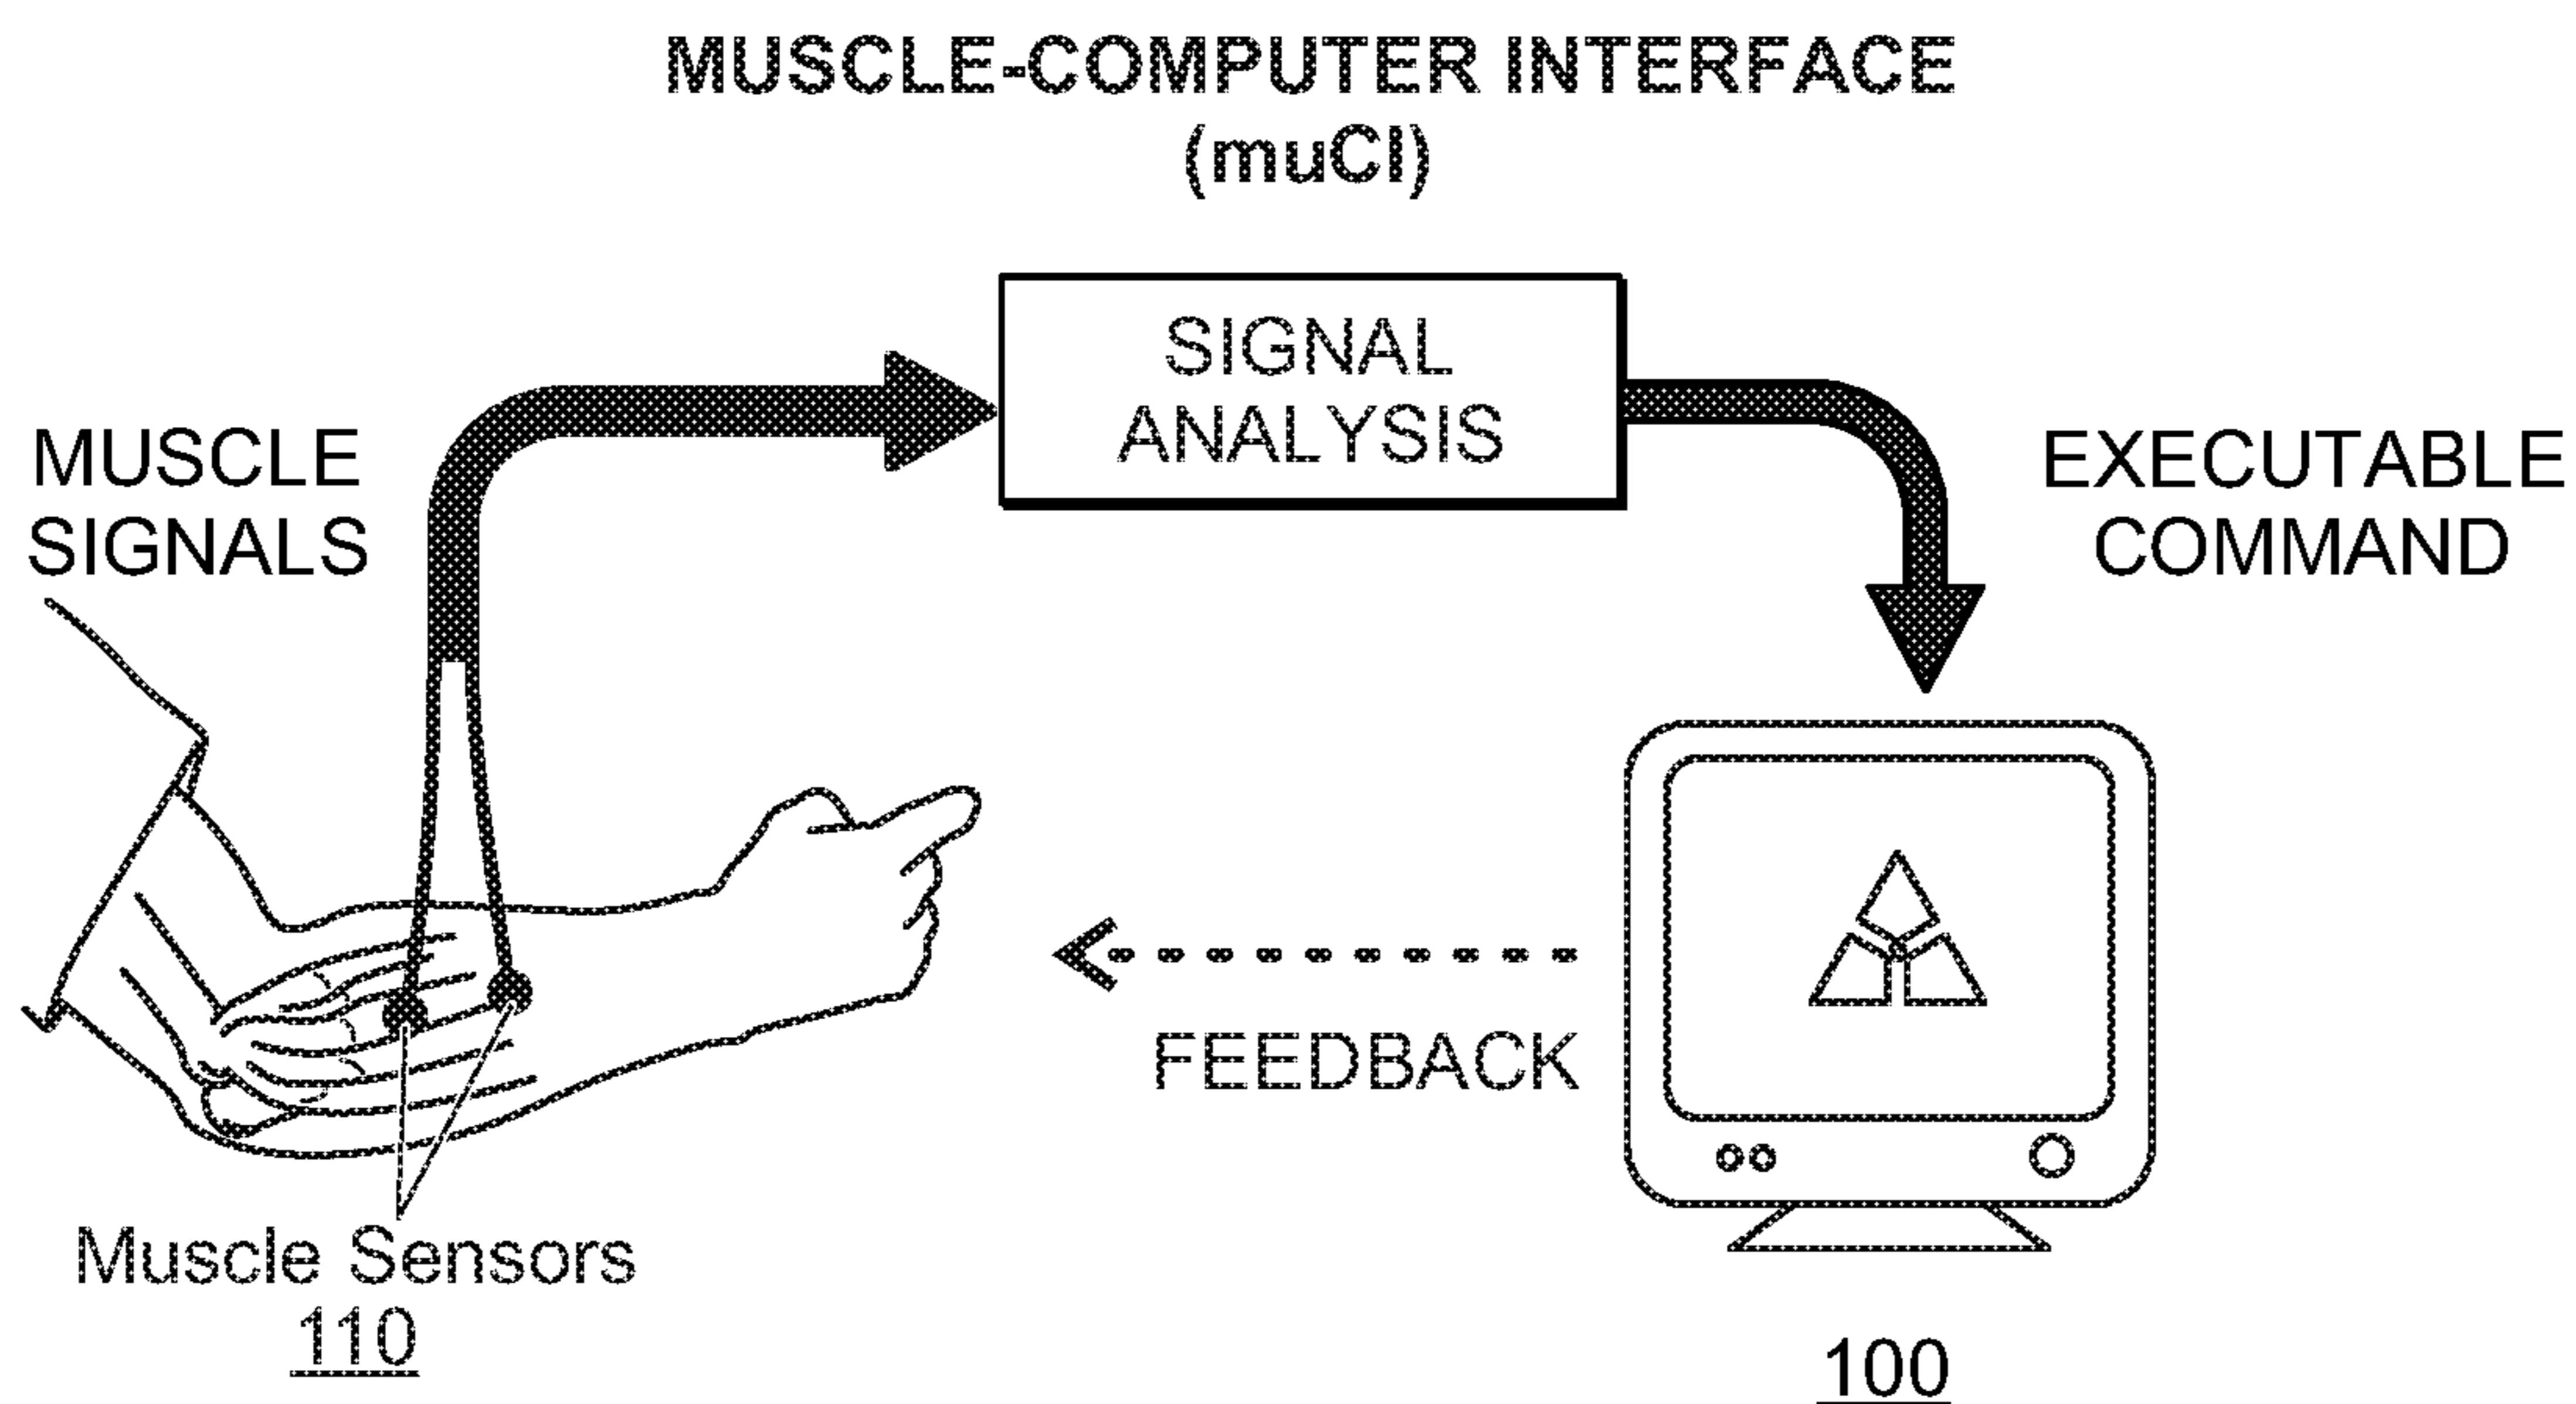 MUSCLE-COMPUTER INTERFACE
(muCI)
SIGNAL
ANALYSIS
MUSCLE
SIGNALS
EXECUTABLE
COMMAND
FEEDBACK
Muscle Sensors
110
100